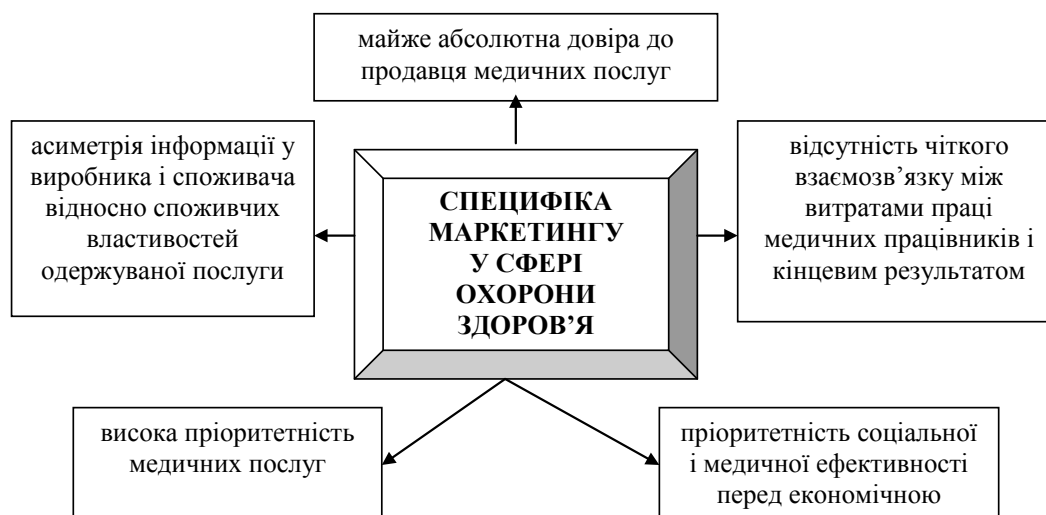 майже абсолютна довіра до
продавця медичних послуг
асиметрія інформації у
виробника і споживача
відносно споживчих
властивостей
одержуваної послуги
СПЕЦИФІКА
МАРКЕТИНГУ
У СФЕРІ
ОХОРОНИ
ЗДОРОВ’Я
відсутність чіткого
взаємозв’язку між
витратами праці
медичних працівників і
кінцевим результатом
висока пріоритетність
медичних послуг
пріоритетність соціальної
і медичної ефективності
перед економічною